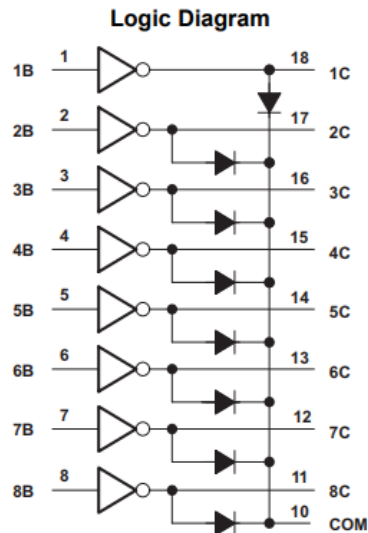 Logic Diagram
1B 1 18 1C
2B 2 17 2C
3B 3 16 3C
4B 4 15 4C
5B 5 14 5C
6B 6 13 6C
7B 7 12 7C
8B 8 11 8C
10 COM